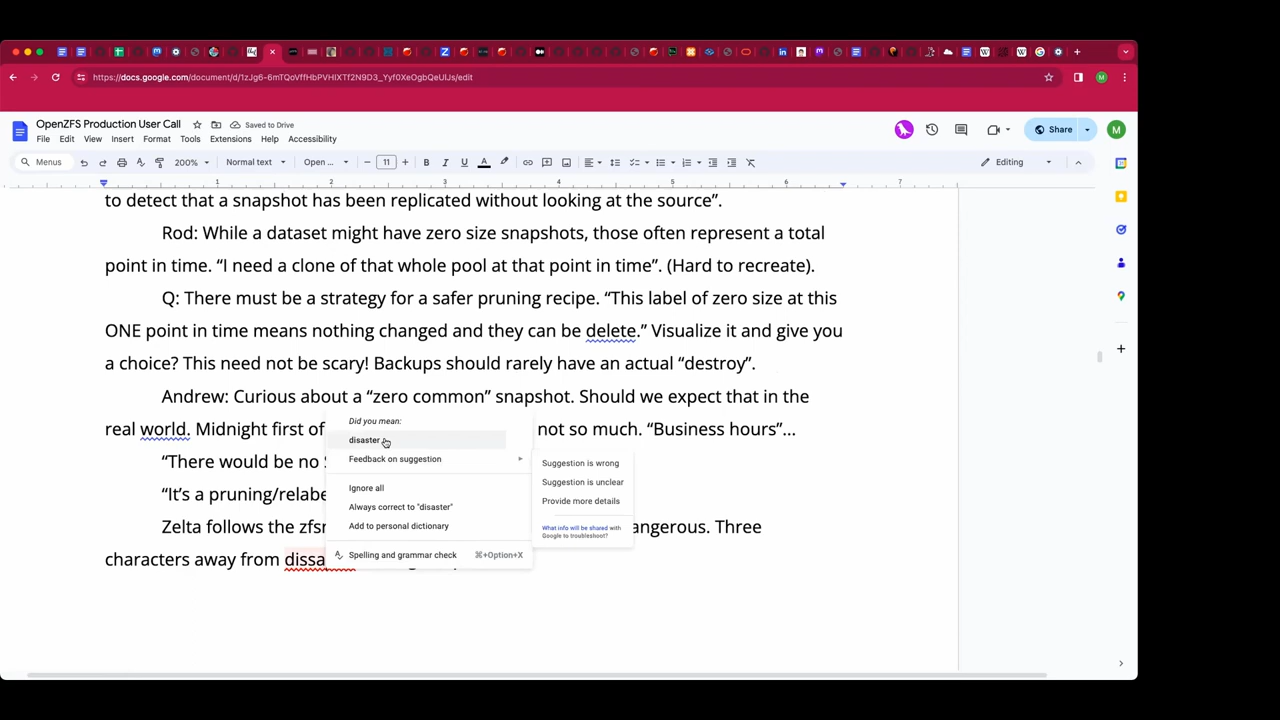 https://docs.google.com/document/d/1zJg6-6mTQoVffHbPVHIXTf2N9D3_Yyf0XeOgbQeUIJs/edit
M
OpenZFS Production User Call
Saved to Drive
File Edit View Insert Format Tools Extensions Help Accessibility
Share
M
Menus
200%
Normal text
Open ...
11
Editing
1 2 3 4 5 6 7
to detect that a snapshot has been replicated without looking at the source”.
Rod: While a dataset might have zero size snapshots, those often represent a total
point in time. “I need a clone of that whole pool at that point in time”. (Hard to recreate).
Q: There must be a strategy for a safer pruning recipe. “This label of zero size at this
ONE point in time means nothing changed and they can be delete.” Visualize it and give you
a choice? This need not be scary! Backups should rarely have an actual “destroy”.
Andrew: Curious about a “zero common” snapshot. Should we expect that in the
real world. Midnight first of
not so much. “Business hours”...
“There would be no
“It’s a pruning/relabe
Zelta follows the zfs
angerous. Three
characters away from dissa
Did you mean:
disaster
Feedback on suggestion
Ignore all
Always correct to "disaster"
Add to personal dictionary
Spelling and grammar check ⌘+Option+X
Suggestion is wrong
Suggestion is unclear
Provide more details
What info will be shared with
Google to troubleshoot?